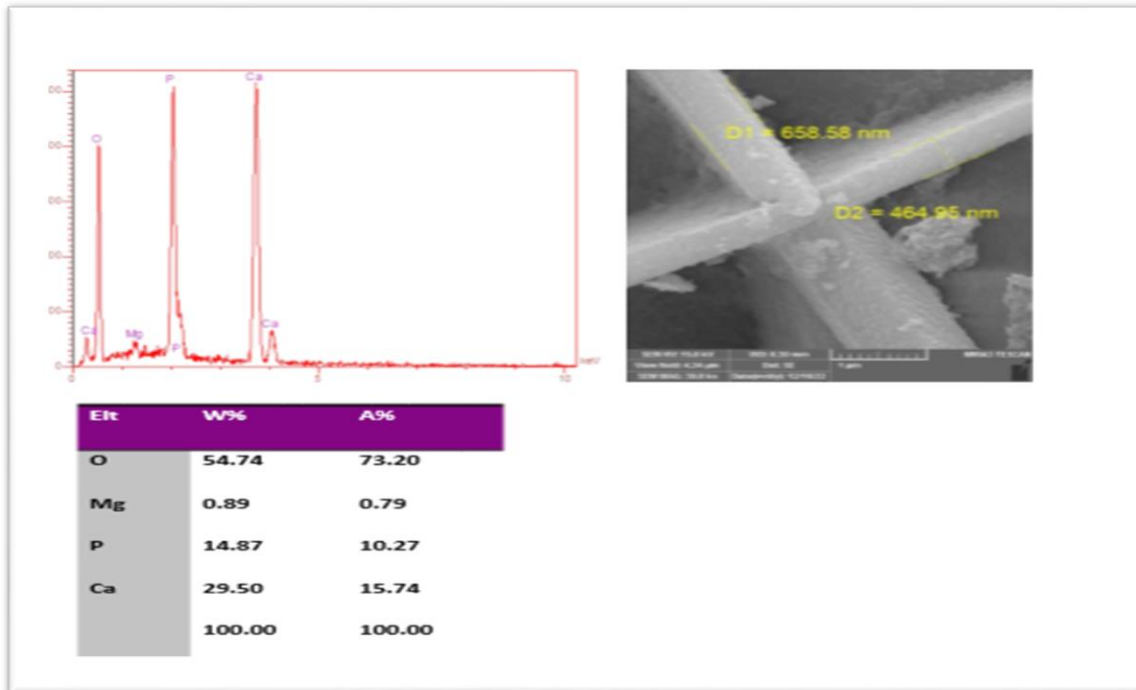 P
Ca
O
Ca
Mg
P
Ca
0
5
10
D1 = 658.58 nm
D2 = 464.95 nm
1 µm
Elt W% A%
O 54.74 73.20
Mg 0.89 0.79
P 14.87 10.27
Ca 29.50 15.74
100.00 100.00